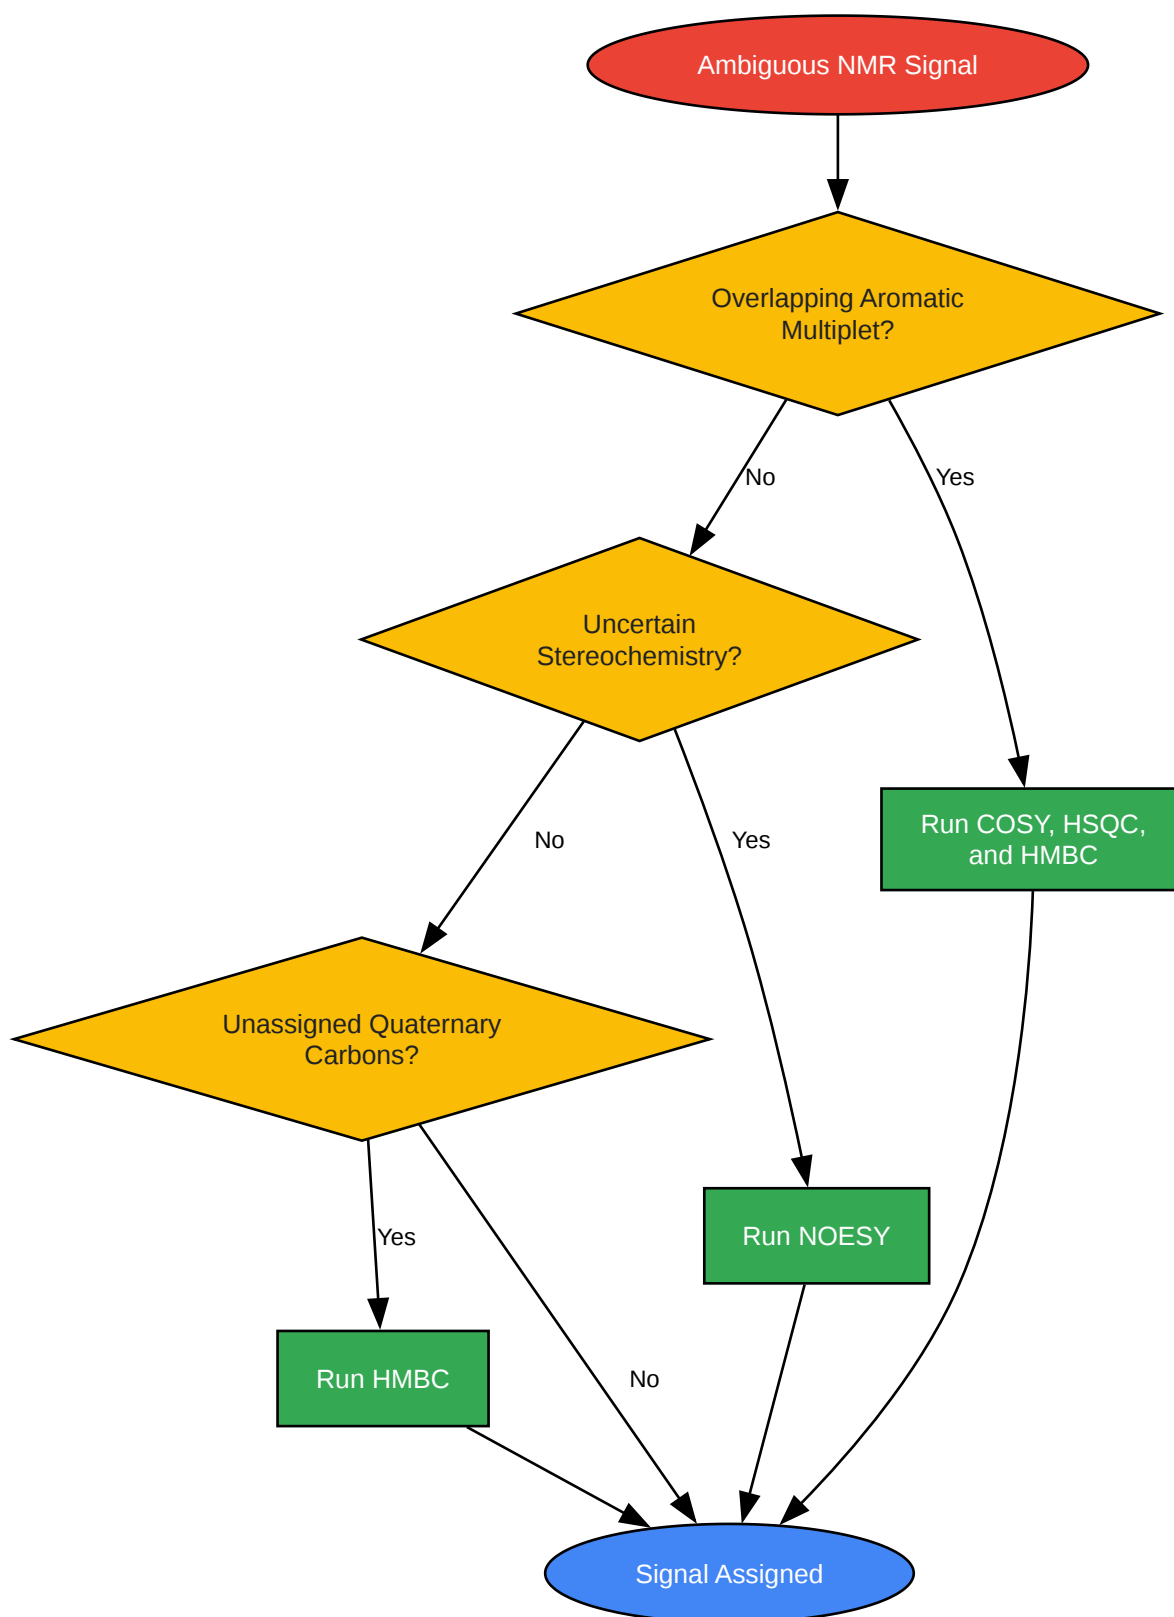 Ambiguous NMR Signal
Overlapping Aromatic
Multiplet?
No
Yes
Uncertain
Stereochemistry?
No
Yes
Run COSY, HSQC,
and HMBC
Unassigned Quaternary
Carbons?
Yes
Run NOESY
Run HMBC
No
Signal Assigned